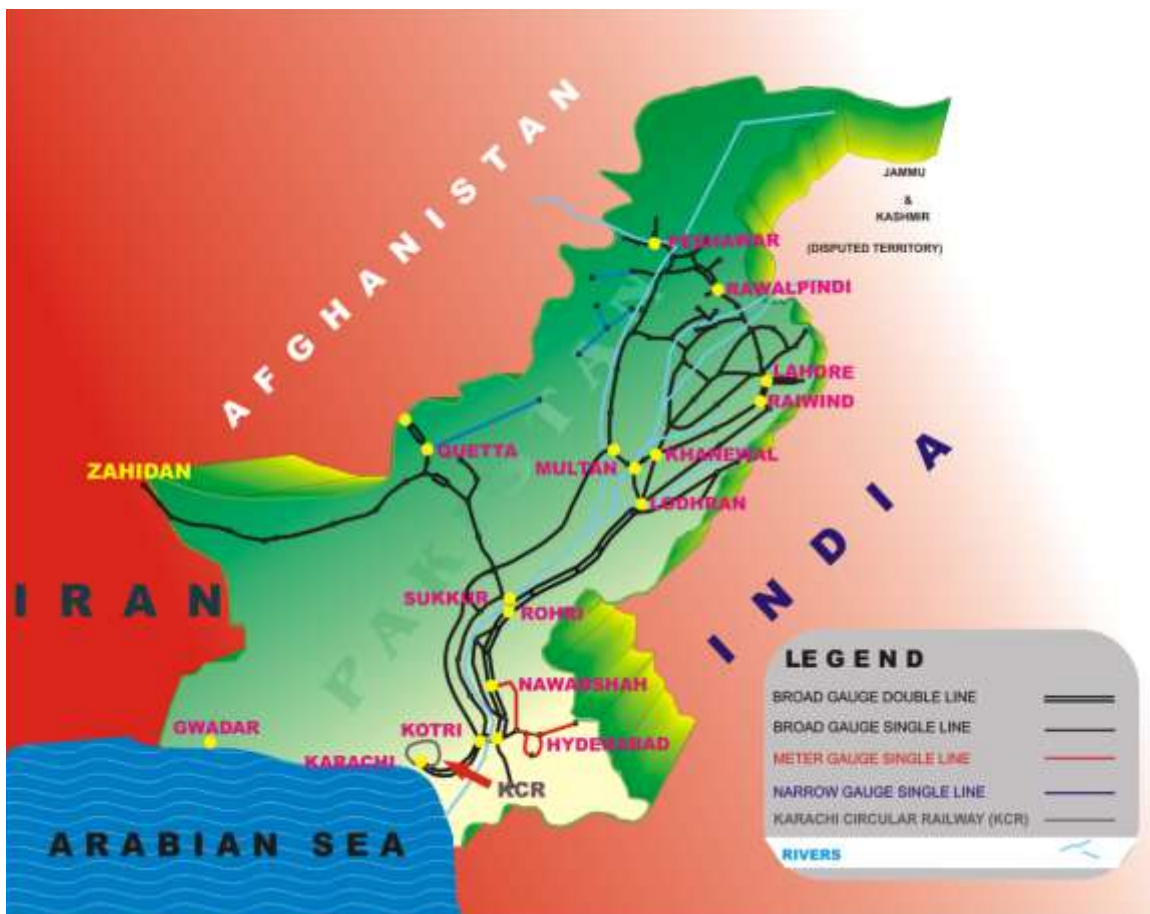 AFGHANISTAN
JAMMU
&
KASHMIR
(DISPUTED TERRITORY)
PESHAWAR
RAWALPINDI
LAHORE
RAIWIND
QUETTA
ZAHIDAN
MULTAN
KHANEWAL
LODHRAN
PAKISTAN
IRAN
INDIA
SUKKUR
ROHRI
NAWABSHAH
GWADAR
KOTRI
HYDERABAD
KARACHI
KCR
ARABIAN SEA
LEGEND
BROAD GAUGE DOUBLE LINE
BROAD GAUGE SINGLE LINE
METER GAUGE SINGLE LINE
NARROW GAUGE SINGLE LINE
KARACHI CIRCULAR RAILWAY (KCR)
RIVERS